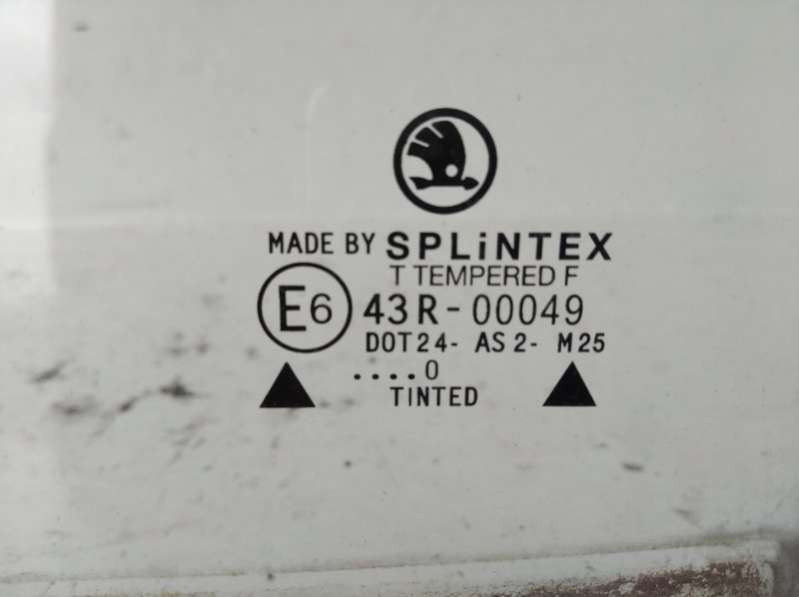 MADE BY SPLiNTEX
T TEMPERED F
E6 43R-00049
DOT24- AS2- M25
....0
TINTED